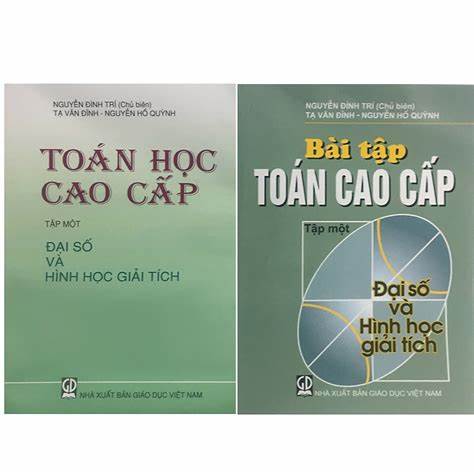 NGUYỄN ĐÌNH TRÍ (Chủ biên)
TẠ VĂN ĐĨNH - NGUYỄN HỒ QUỲNH
TOÁN HỌC
CAO CẤP
TẬP MỘT
ĐẠI SỐ
VÀ
HÌNH HỌC GIẢI TÍCH
GD
NHÀ XUẤT BẢN GIÁO DỤC VIỆT NAM
NGUYỄN ĐÌNH TRÍ (Chủ biên)
TẠ VĂN ĐĨNH - NGUYỄN HỒ QUỲNH
Bài tập
TOÁN CAO CẤP
Tập một
Đại số
và
Hình học
giải tích
GD
NHÀ XUẤT BẢN GIÁO DỤC VIỆT NAM